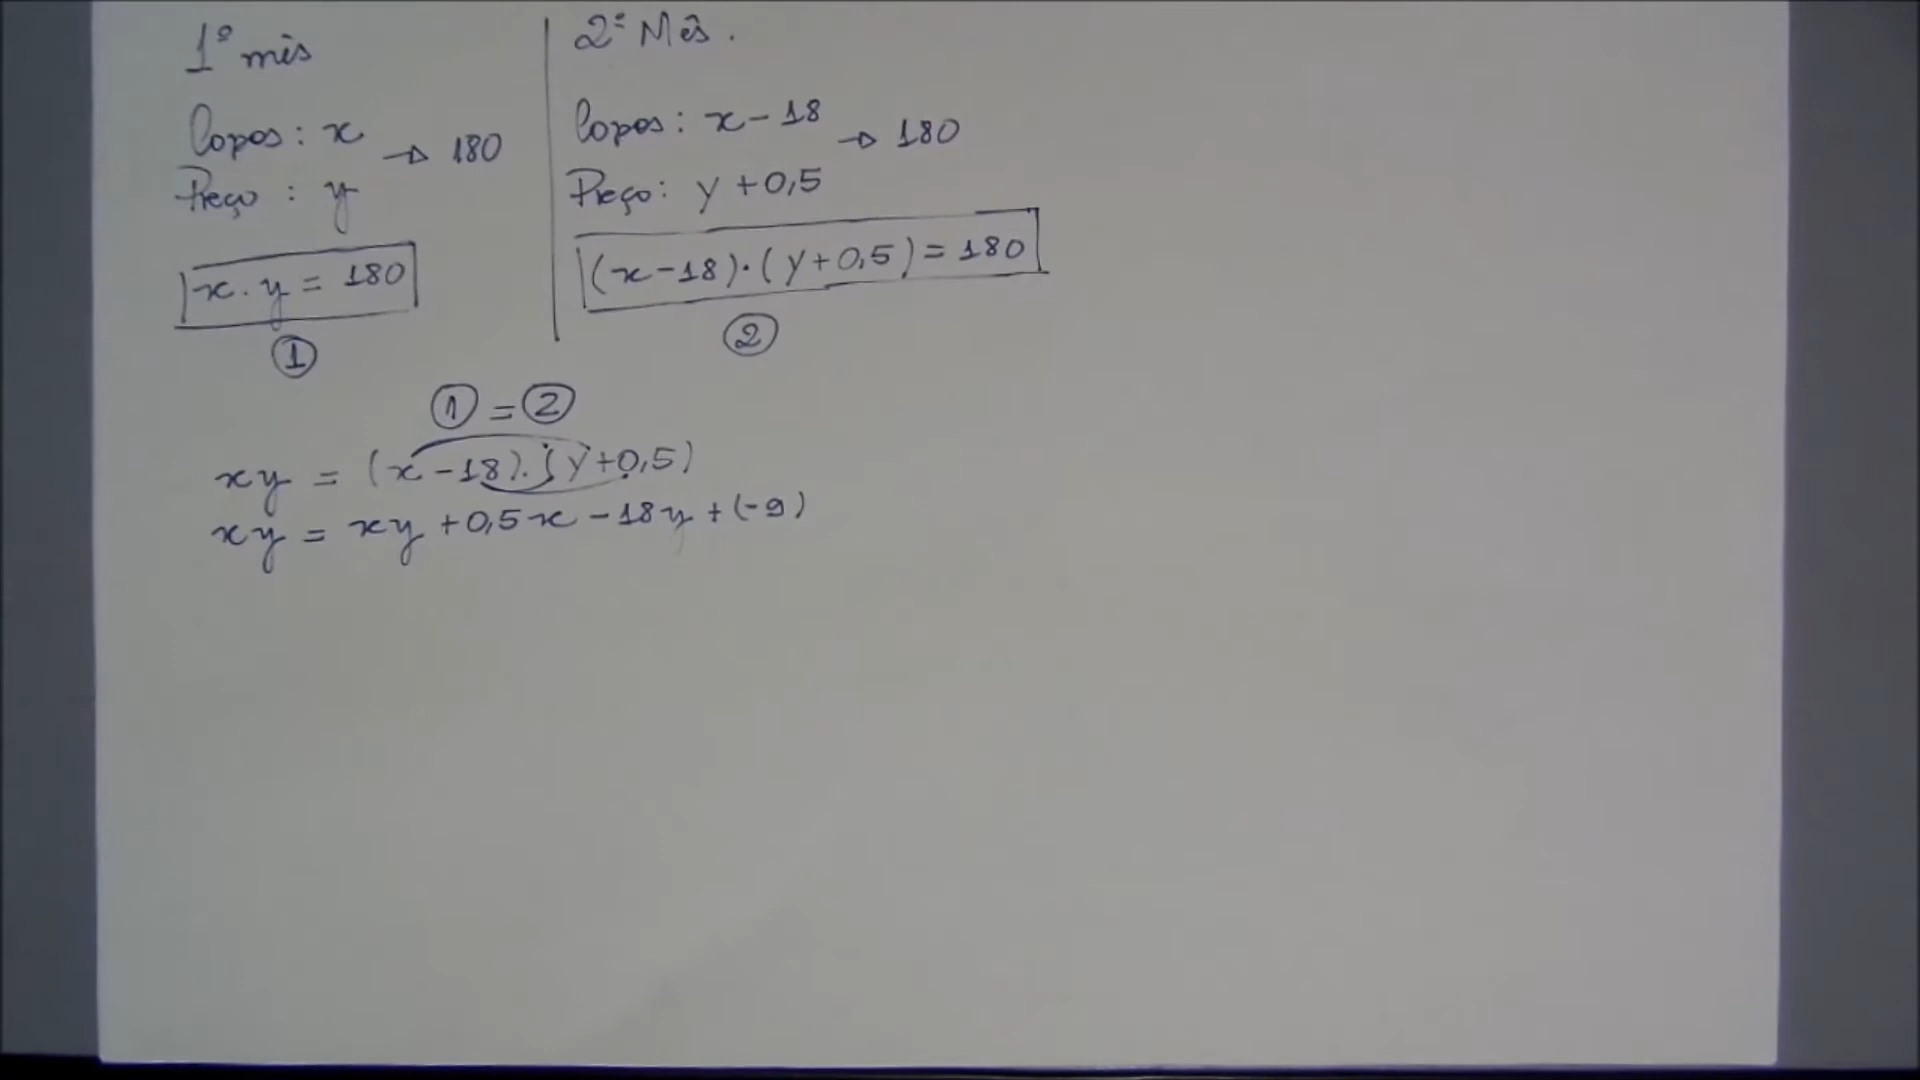 1º mês
Copos: x → 180
Preço: y
x . y = 180
1
2º Mês.
Copos: x - 18 → 180
Preço: y + 0,5
(x - 18) · (y + 0,5) = 180
2
1 = 2
xy = (x - 18) . (y + 0,5)
xy = xy + 0,5x - 18y + (-9)